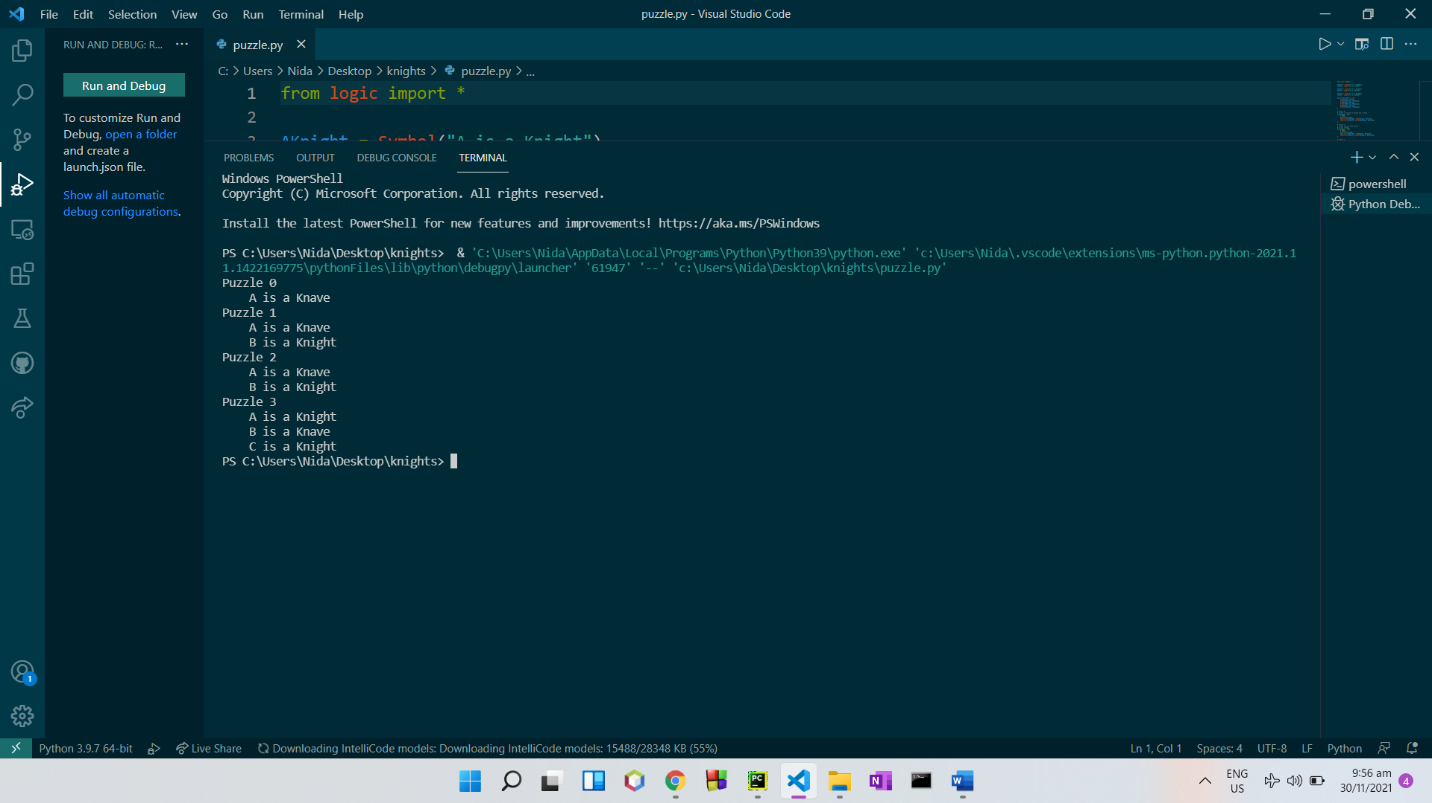 File Edit Selection View Go Run Terminal Help
puzzle.py - Visual Studio Code
RUN AND DEBUG: R... ···
puzzle.py
Run and Debug
To customize Run and
Debug, open a folder
and create a
launch.json file.
Show all automatic
debug configurations.
C: > Users > Nida > Desktop > knights > puzzle.py > ...
1 from logic import *
2
3 AKnight = Symbol("A is a Knight")
PROBLEMS OUTPUT DEBUG CONSOLE TERMINAL
powershell
Python Deb...
Windows PowerShell
Copyright (C) Microsoft Corporation. All rights reserved.
Install the latest PowerShell for new features and improvements! https://aka.ms/PSWindows
PS C:\Users\Nida\Desktop\knights> & 'C:\Users\Nida\AppData\Local\Programs\Python\Python39\python.exe' 'c:\Users\Nida\.vscode\extensions\ms-python.python-2021.1
1.1422169775\pythonFiles\lib\python\debugpy\launcher' '61947' '--' 'c:\Users\Nida\Desktop\knights\puzzle.py'
Puzzle 0
A is a Knave
Puzzle 1
A is a Knave
B is a Knight
Puzzle 2
A is a Knave
B is a Knight
Puzzle 3
A is a Knight
B is a Knave
C is a Knight
PS C:\Users\Nida\Desktop\knights>
1
Python 3.9.7 64-bit Live Share Downloading IntelliCode models: Downloading IntelliCode models: 15488/28348 KB (55%)
Ln 1, Col 1 Spaces: 4 UTF-8 LF Python
PC
N
W
ENG
US
9:56 am
30/11/2021
4